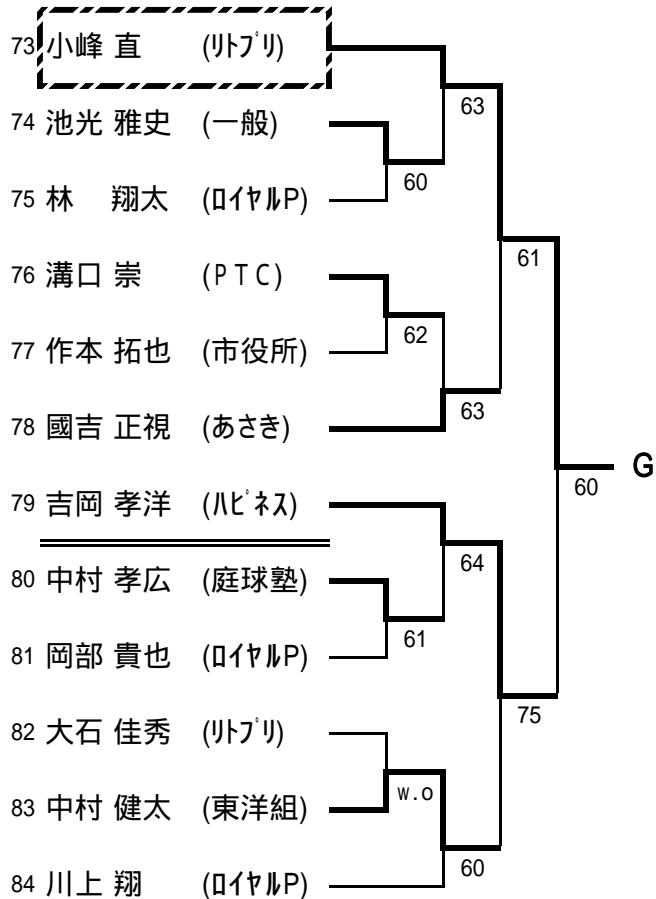 73 小峰 直 (ﾘﾄﾌﾟﾘ)
63
74 池光 雅史 (一般)
60
75 林 翔太 (ﾛｲﾔﾙP)
61
76 溝口 崇 (ＰＴＣ)
62
77 作本 拓也 (市役所)
63
78 國吉 正視 (あさき)
G
60
79 吉岡 孝洋 (ﾊﾋﾟﾈｽ)
64
80 中村 孝広 (庭球塾)
61
81 岡部 貴也 (ﾛｲﾔﾙP)
75
82 大石 佳秀 (ﾘﾄﾌﾟﾘ)
w.o
83 中村 健太 (東洋組)
60
84 川上 翔 (ﾛｲﾔﾙP)